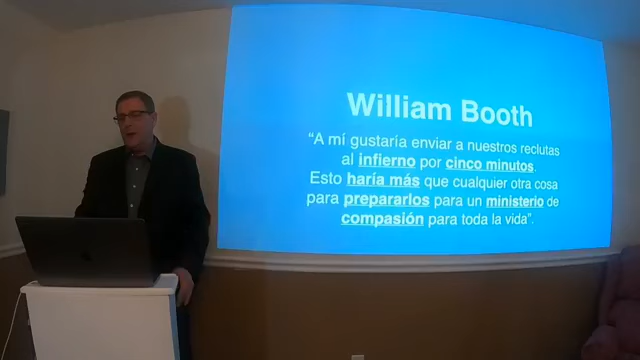 William Booth
“A mí gustaría enviar a nuestros reclutas
al infierno por cinco minutos.
Esto haría más que cualquier otra cosa
para prepararlos para un ministerio de
compasión para toda la vida”.